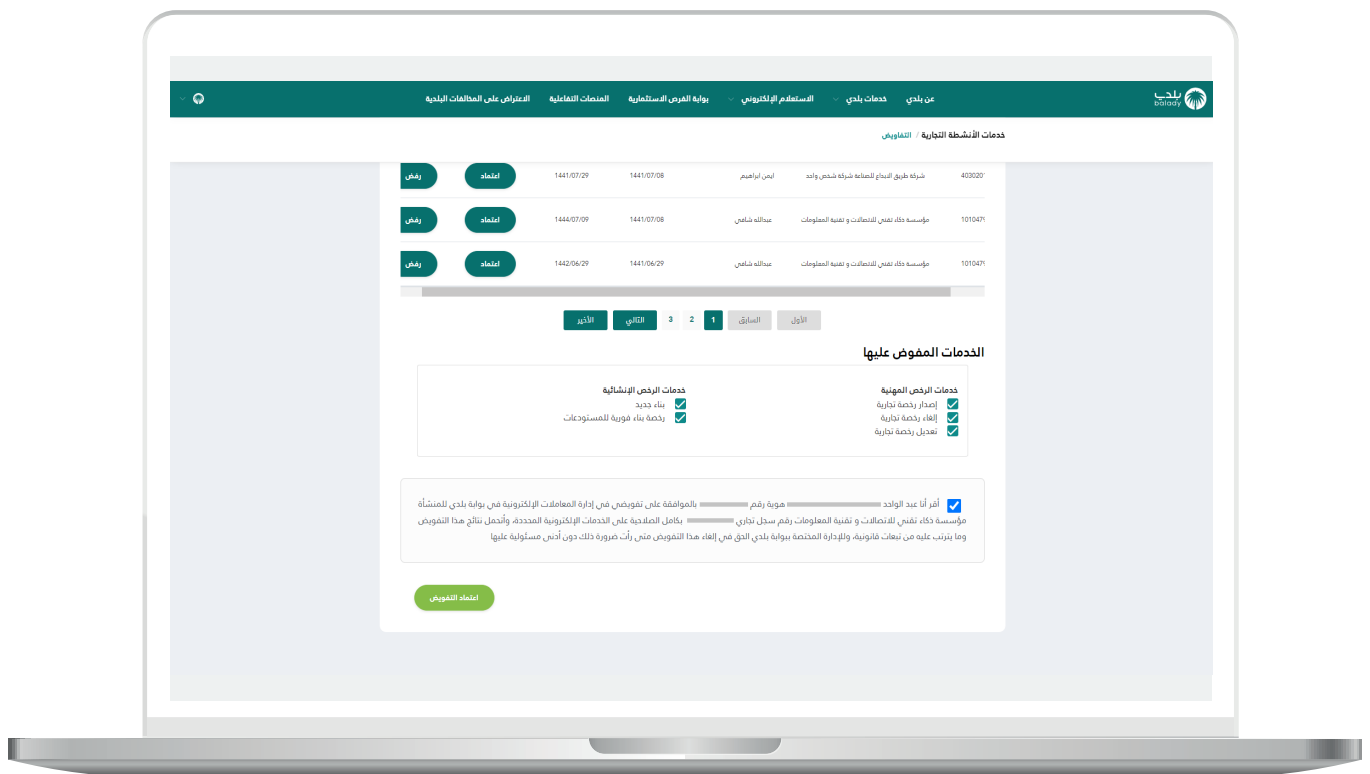 بلدي
balady
عن بلدي خدمات بلدي الاستعلام الإلكتروني بوابة الفرص الاستثمارية المنصات التفاعلية الاعتراض على المخالفات البلدية
خدمات الأنشطة التجارية / التفاويض
403020 شركة طريق الابداع للصناعة شركة شخص واحد ايمن ابراهيم 1441/07/08 1441/07/29 اعتماد رفض
101047 مؤسسة ذكاء تقني للاتصالات و تقنية المعلومات عبدالله شافي 1441/07/08 1444/07/09 اعتماد رفض
101047 مؤسسة ذكاء تقني للاتصالات و تقنية المعلومات عبدالله شافي 1441/06/29 1442/06/29 اعتماد رفض
الأول السابق 1 2 3 التالي الأخير
الخدمات المفوض عليها
خدمات الرخص المهنية
إصدار رخصة تجارية
إلغاء رخصة تجارية
تعديل رخصة تجارية
خدمات الرخص الإنشائية
بناء جديد
رخصة بناء فورية للمستودعات
أقر أنا عبد الواحد هوية رقم بالموافقة على تفويضي في إدارة المعاملات الإلكترونية في بوابة بلدي للمنشأة
مؤسسة ذكاء تقني للاتصالات و تقنية المعلومات رقم سجل تجاري بكامل الصلاحية على الخدمات الإلكترونية المحددة، وأتحمل نتائج هذا التفويض
وما يترتب عليه من تبعات قانونية، وللإدارة المختصة ببوابة بلدي الحق في إلغاء هذا التفويض متى رأت ضرورة ذلك دون أدنى مسئولية عليها
اعتماد التفويض